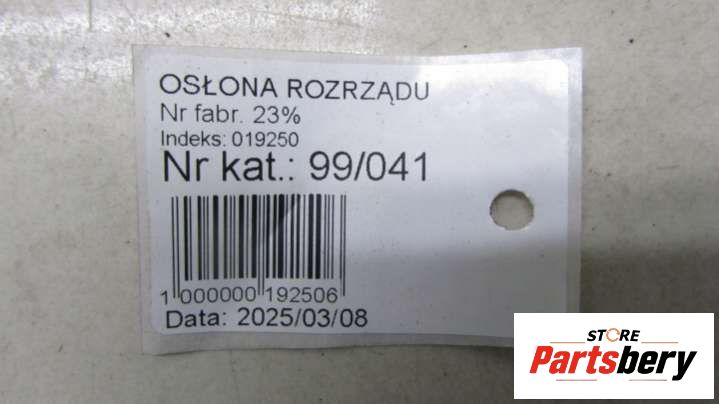 OSŁONA ROZRZĄDU
Nr fabr. 23%
Indeks: 019250
Nr kat.: 99/041
1 000000 192506
Data: 2025/03/08
STORE
Partsbery